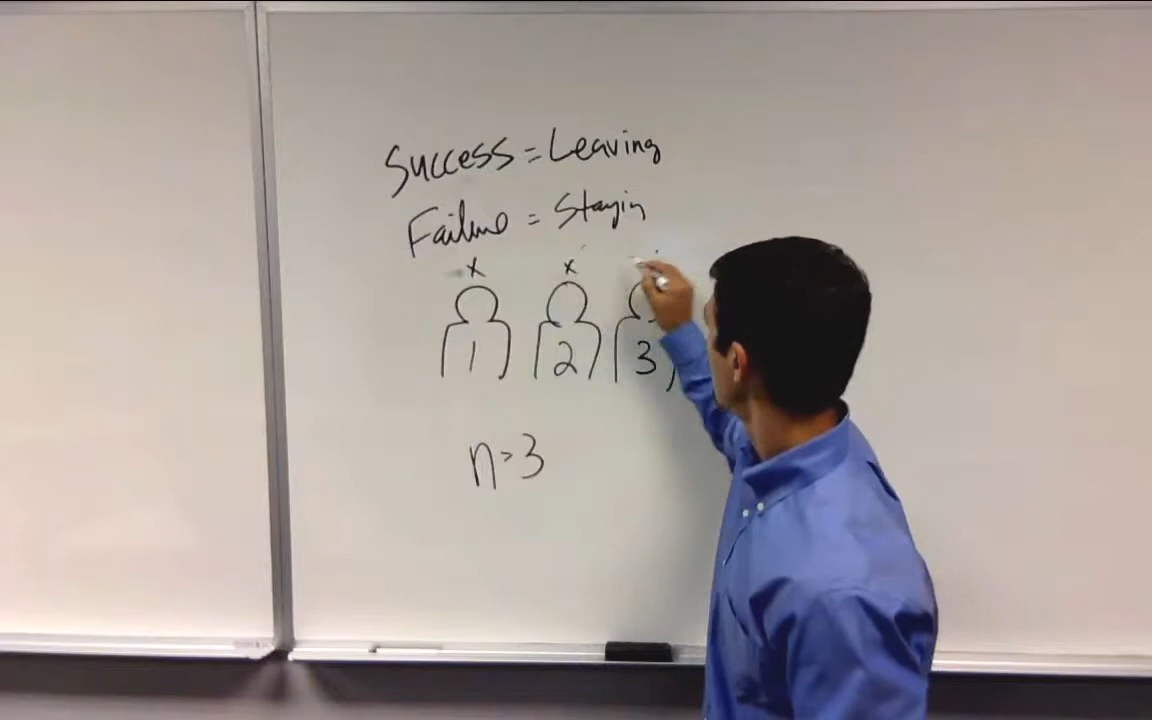 Success = Leaving
Failure = Stayin
x x
1 2 3
n = 3